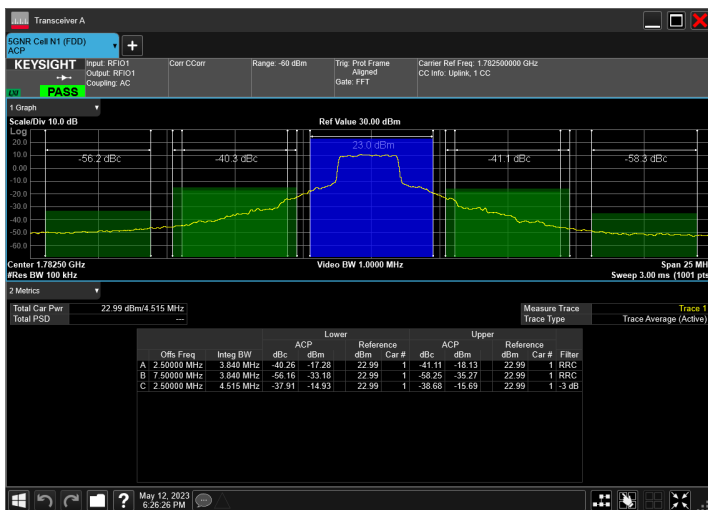 Transceiver A
5GNR Cell N1 (FDD)
ACP
KEYSIGHT
Input: RFIO1
Output: RFIO1
Coupling: AC
Corr CCorr
Range: -60 dBm
Trig: Prot Frame
Aligned
Gate: FFT
Carrier Ref Freq: 1.782500000 GHz
CC Info: Uplink, 1 CC
LXI
PASS
1 Graph
Scale/Div 10.0 dB
Ref Value 30.00 dBm
Log
20.0
10.0
0.00
-10.0
-20.0
-30.0
-40.0
-50.0
-60.0
-56.2 dBc
-40.3 dBc
23.0 dBm
-41.1 dBc
-58.3 dBc
Center 1.78250 GHz
Video BW 1.0000 MHz
Span 25 MH
#Res BW 100 kHz
Sweep 3.00 ms (1001 pts
2 Metrics
Total Car Pwr 22.99 dBm/4.515 MHz
Total PSD ---
Measure Trace Trace 1
Trace Type Trace Average (Active)
Lower Upper
ACP Reference ACP Reference
Offs Freq Integ BW dBc dBm dBm Car # dBc dBm dBm Car # Filter
A 2.50000 MHz 3.840 MHz -40.26 -17.28 22.99 1 -41.11 -18.13 22.99 1 RRC
B 7.50000 MHz 3.840 MHz -56.16 -33.18 22.99 1 -58.25 -35.27 22.99 1 RRC
C 2.50000 MHz 4.515 MHz -37.91 -14.93 22.99 1 -38.68 -15.69 22.99 1 -3 dB
May 12, 2023
6:26:26 PM